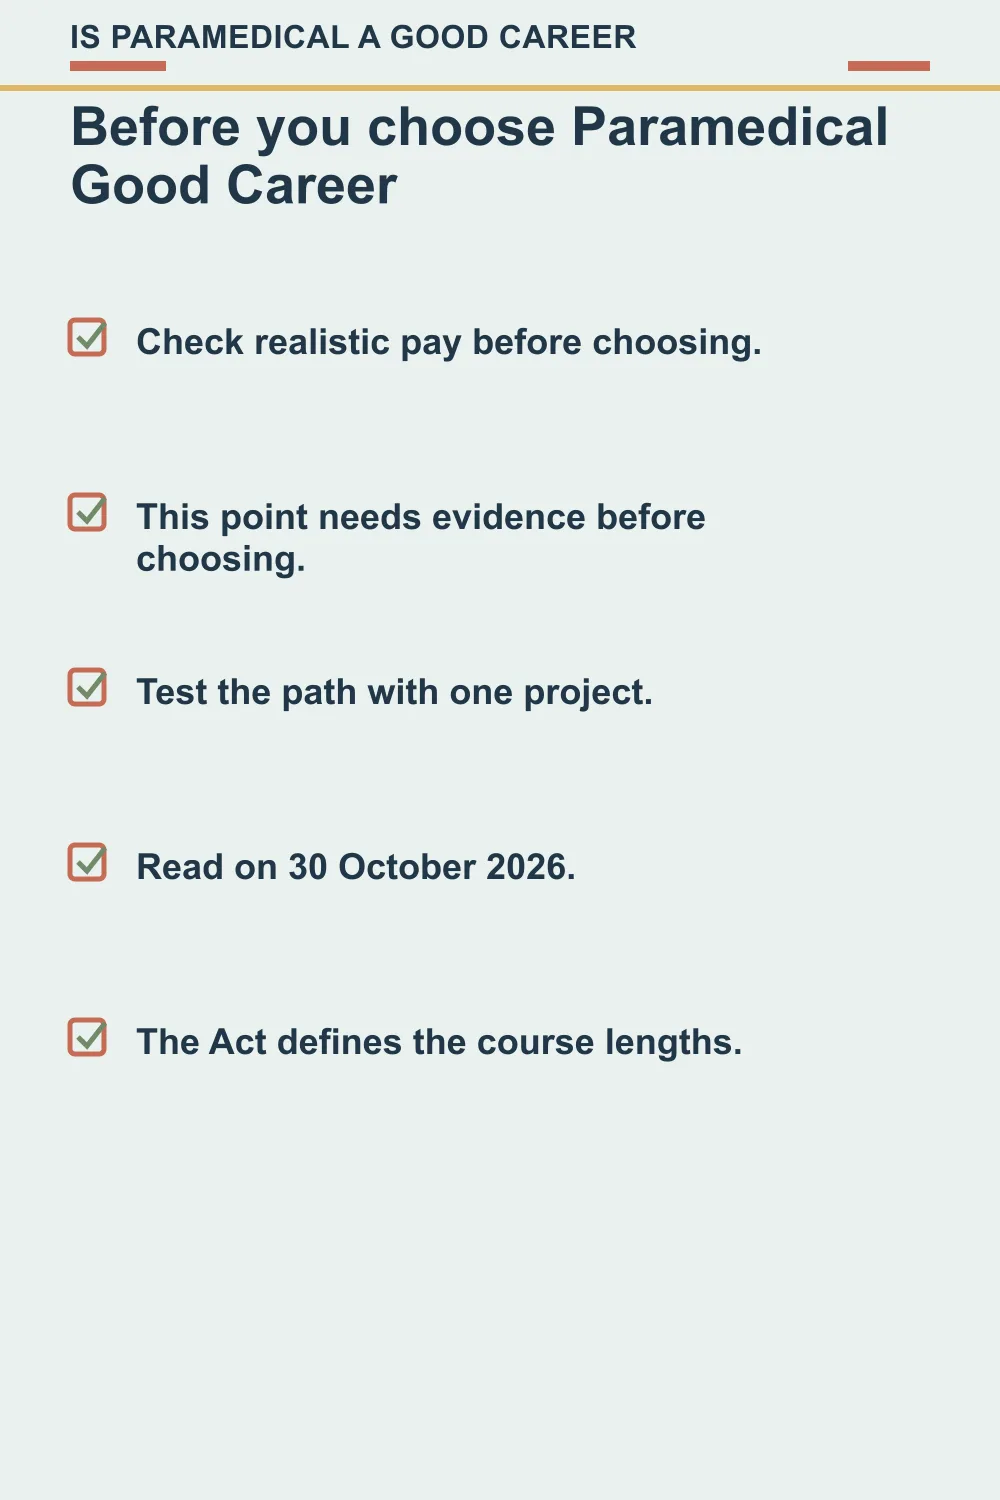 IS PARAMEDICAL A GOOD CAREER
Before you choose Paramedical
Good Career
Check realistic pay before choosing.
This point needs evidence before
choosing.
Test the path with one project.
Read on 30 October 2026.
The Act defines the course lengths.